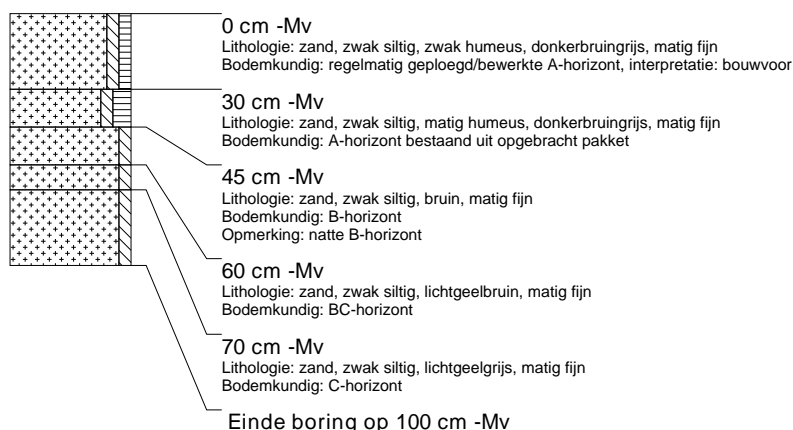 0 cm -Mv
Lithologie: zand, zwak siltig, zwak humeus, donkerbruingrijs, matig fijn
Bodemkundig: regelmatig geploegd/bewerkte A-horizont, interpretatie: bouwvoor
30 cm -Mv
Lithologie: zand, zwak siltig, matig humeus, donkerbruingrijs, matig fijn
Bodemkundig: A-horizont bestaand uit opgebracht pakket
45 cm -Mv
Lithologie: zand, zwak siltig, bruin, matig fijn
Bodemkundig: B-horizont
Opmerking: natte B-horizont
60 cm -Mv
Lithologie: zand, zwak siltig, lichtgeelbruin, matig fijn
Bodemkundig: BC-horizont
70 cm -Mv
Lithologie: zand, zwak siltig, lichtgeelgrijs, matig fijn
Bodemkundig: C-horizont
Einde boring op 100 cm -Mv